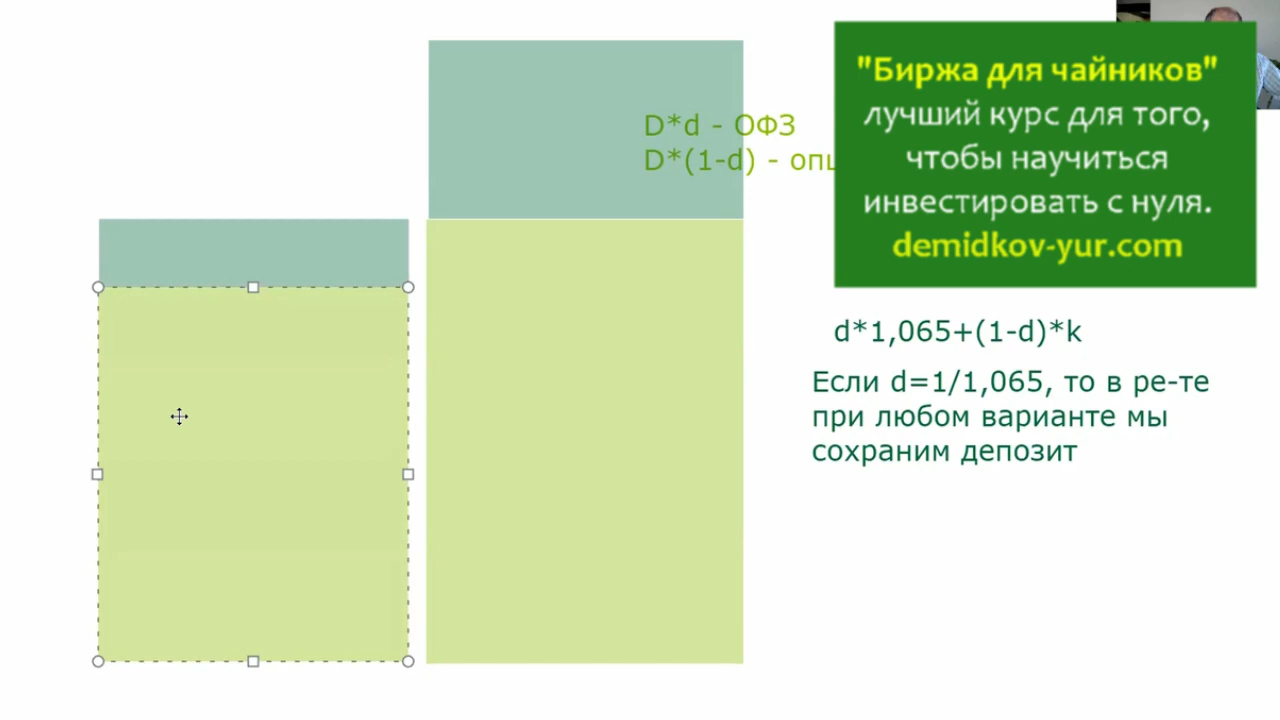 D*d - ОФЗ
D*(1-d) -
"Биржа для чайников"
лучший курс для того,
чтобы научиться
инвестировать с нуля.
demidkov-yur.com
d*1,065+(1-d)*k
Если d=1/1,065, то в ре-те
при любом варианте мы
сохраним депозит